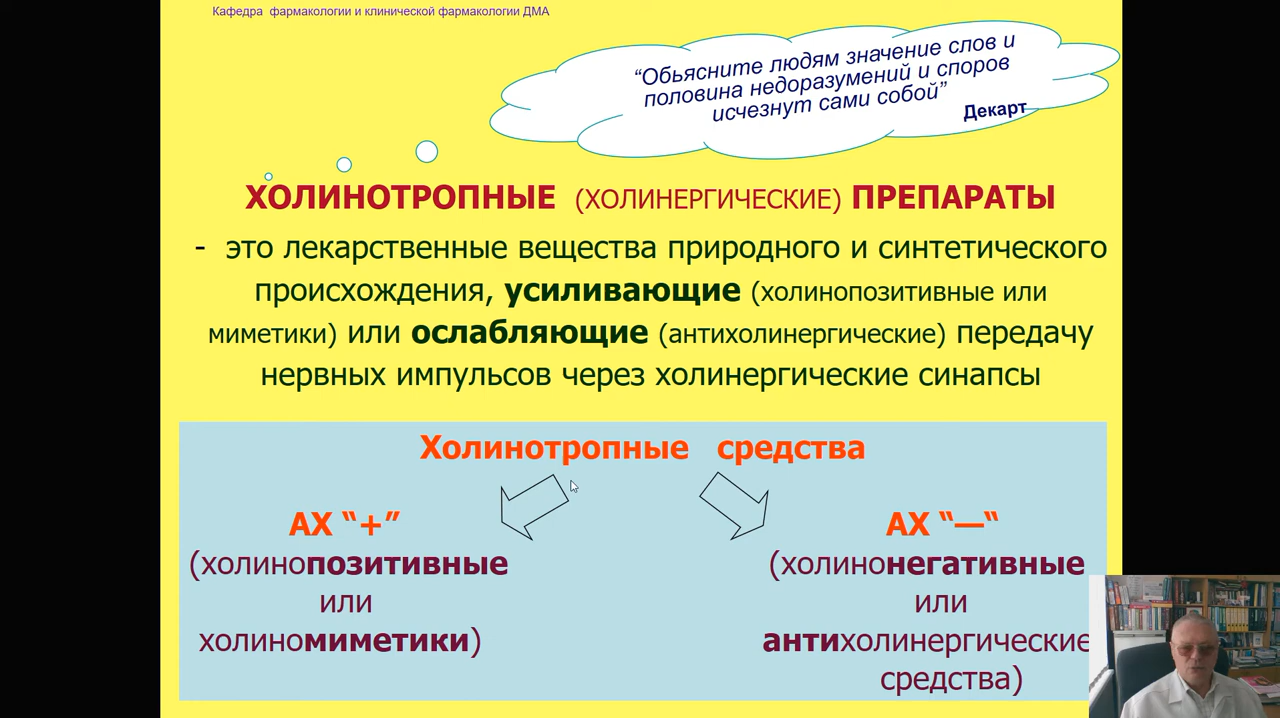 Кафедра фармакологии и клинической фармакологии ДМА
“Обьясните людям значение слов и
половина недоразумений и споров
исчезнут сами собой”
Декарт
ХОЛИНОТРОПНЫЕ (ХОЛИНЕРГИЧЕСКИЕ) ПРЕПАРАТЫ
- это лекарственные вещества природного и синтетического
происхождения, усиливающие (холинопозитивные или
миметики) или ослабляющие (антихолинергические) передачу
нервных импульсов через холинергические синапсы
Холинотропные средства
АХ “+” АХ “—“
(холинопозитивные (холинонегативные
или или
холиномиметики) антихолинергические
средства)